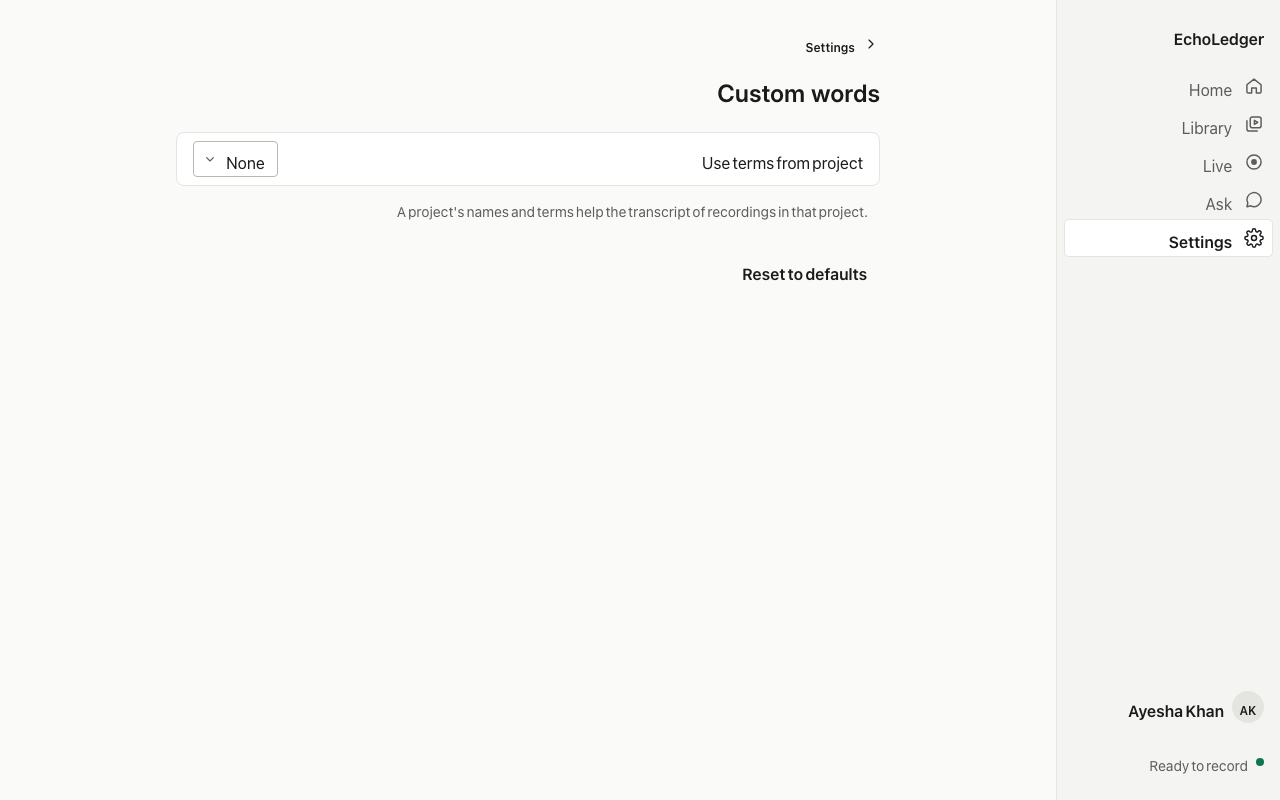 EchoLedger
Home
Library
Live
Ask
Settings
Ayesha Khan
AK
Ready to record
Settings
Custom words
Use terms from project
None
A project's names and terms help the transcript of recordings in that project.
Reset to defaults